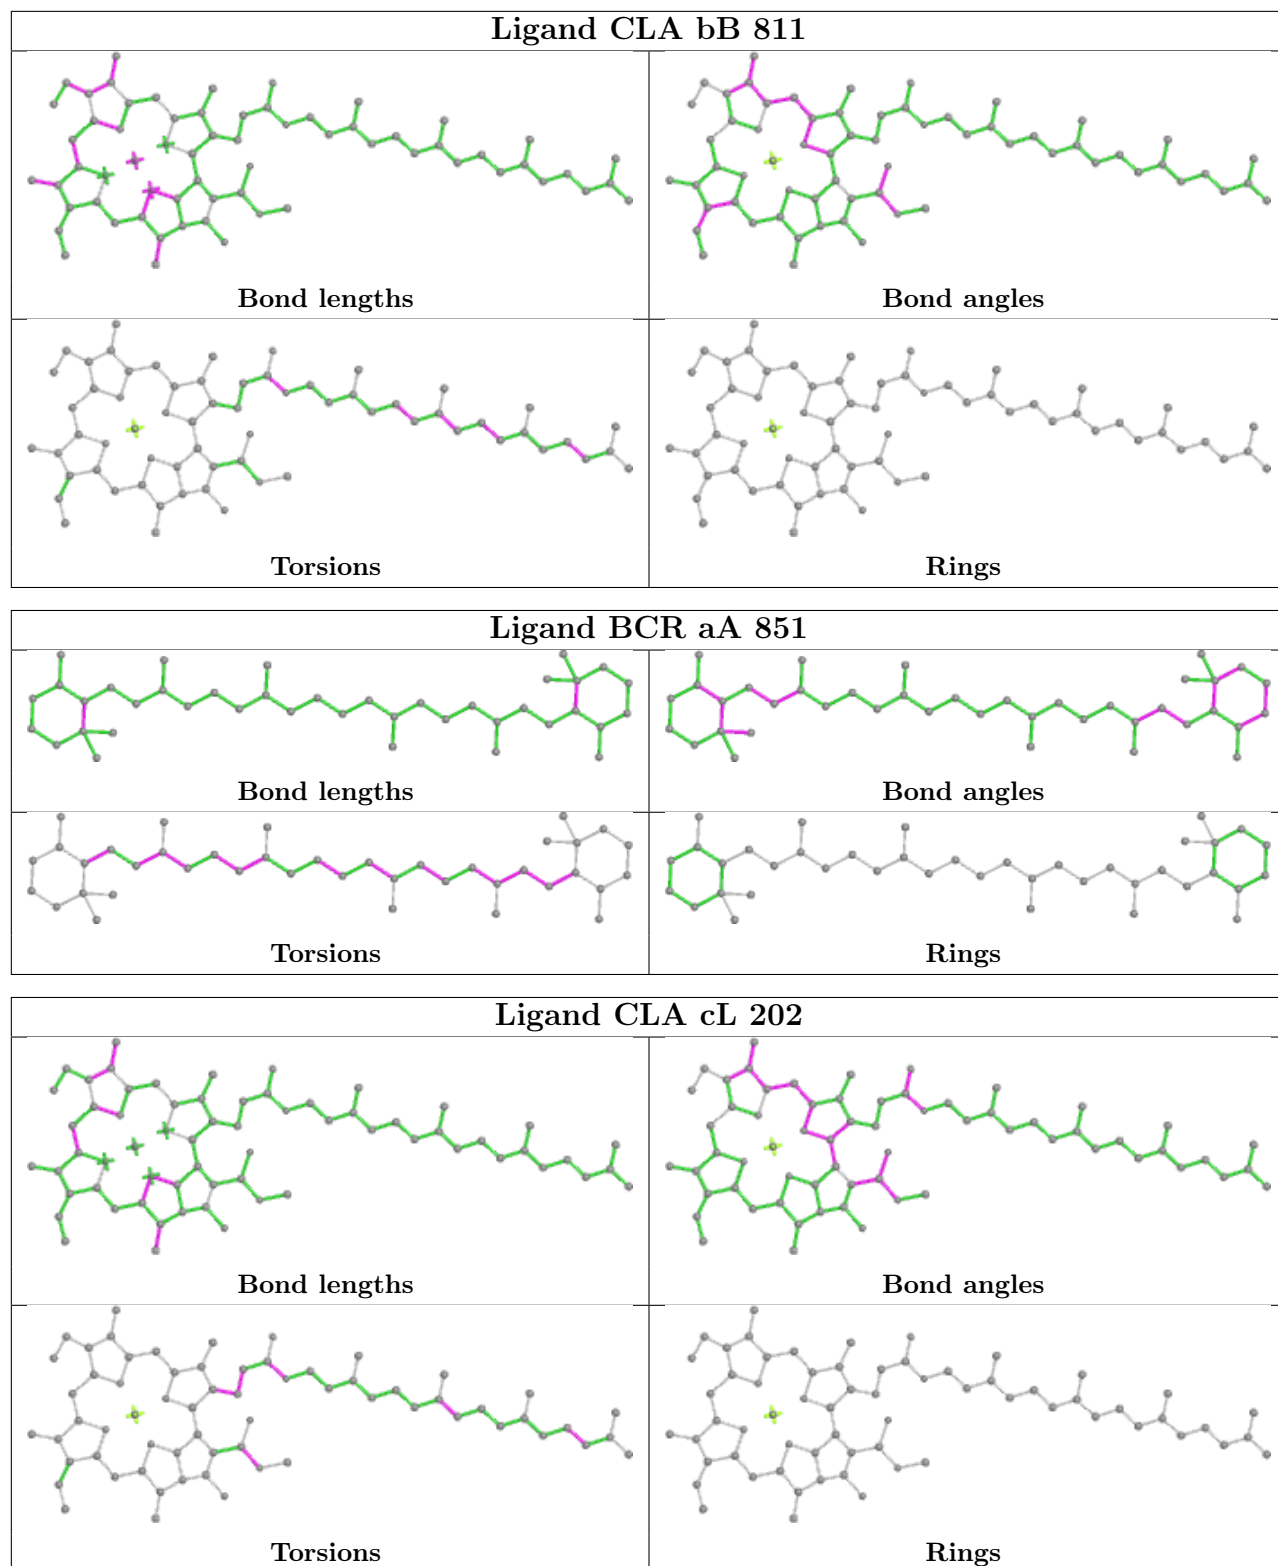 Ligand CLA bB 811
Bond lengths
Bond angles
Torsions
Rings
Ligand BCR aA 851
Bond lengths
Bond angles
Torsions
Rings
Ligand CLA cL 202
Bond lengths
Bond angles
Torsions
Rings